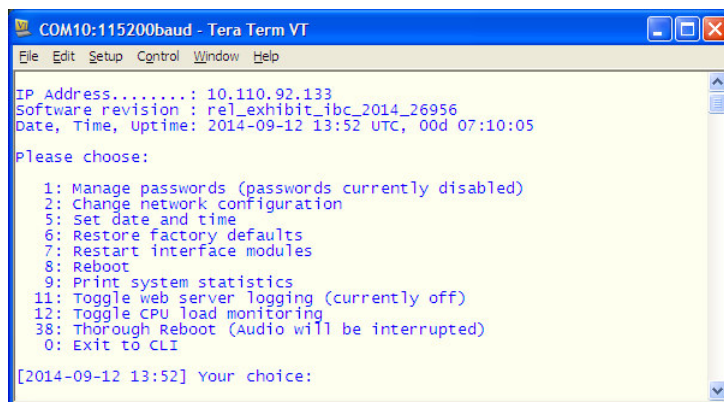 COM10:115200baud - Tera Term VT
File Edit Setup Control Window Help
IP Address........: 10.110.92.133
Software revision : rel_exhibit_ibc_2014_26956
Date, Time, Uptime: 2014-09-12 13:52 UTC, 00d 07:10:05
Please choose:
1: Manage passwords (passwords currently disabled)
2: Change network configuration
5: Set date and time
6: Restore factory defaults
7: Restart interface modules
8: Reboot
9: Print system statistics
11: Toggle web server logging (currently off)
12: Toggle CPU load monitoring
38: Thorough Reboot (Audio will be interrupted)
0: Exit to CLI
[2014-09-12 13:52] Your choice: